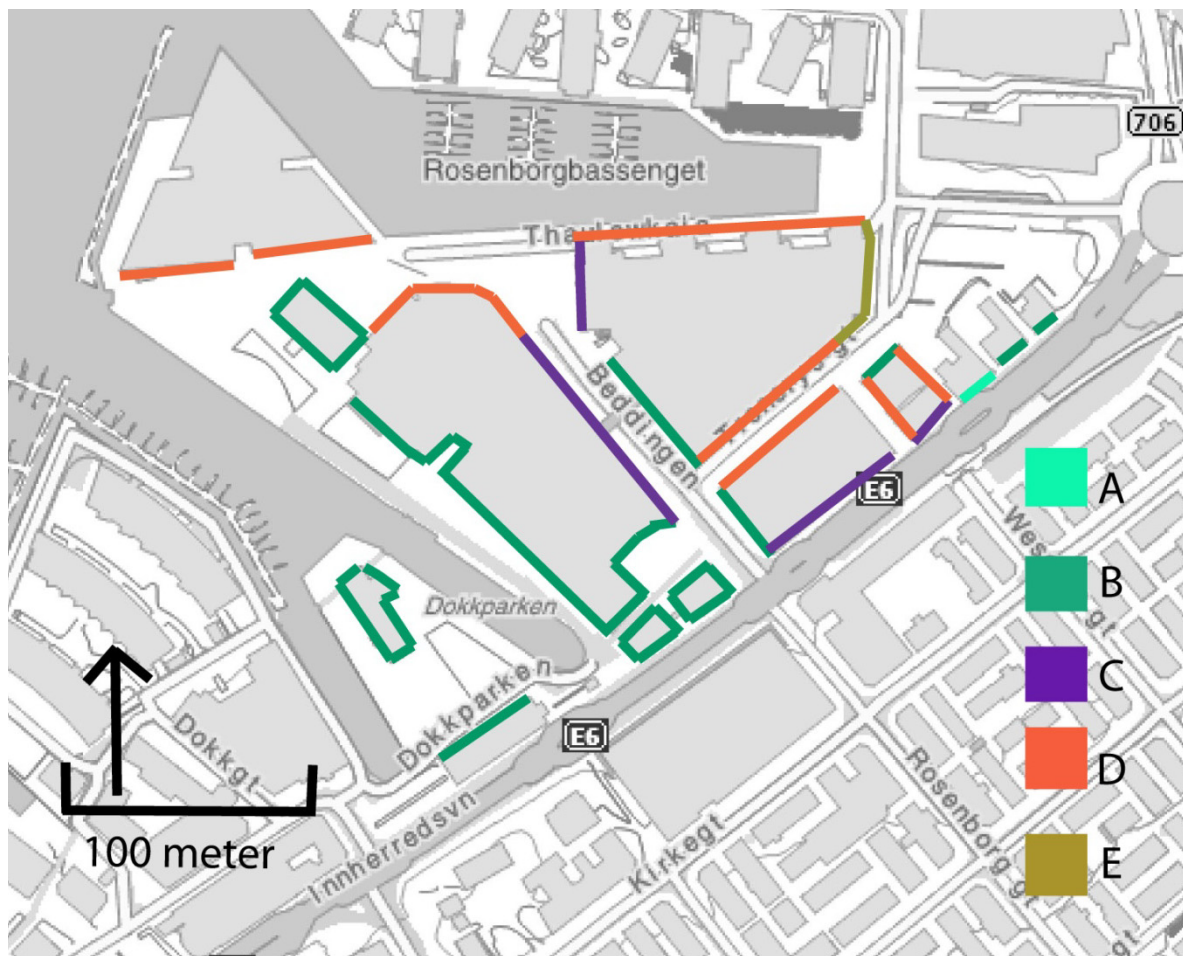 706
Rosenborgbassenget
Beddingen
E6
A
Dokkparken
B
C
Dokkparken
E6
D
Dokkgt
Rosenborg gt
100 meter
Innherredsvn
Kirkegt
E